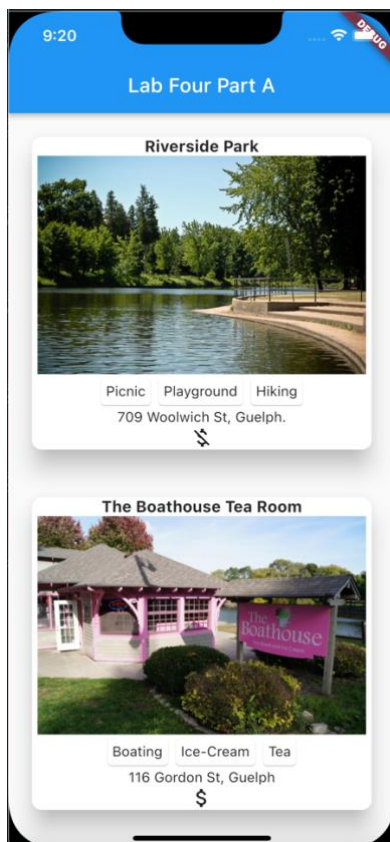 9:20
DEBUG
Lab Four Part A
Riverside Park
Picnic Playground Hiking
709 Woolwich St, Guelph.
The Boathouse Tea Room
The
Boathouse
Boating Ice-Cream Tea
116 Gordon St, Guelph
$